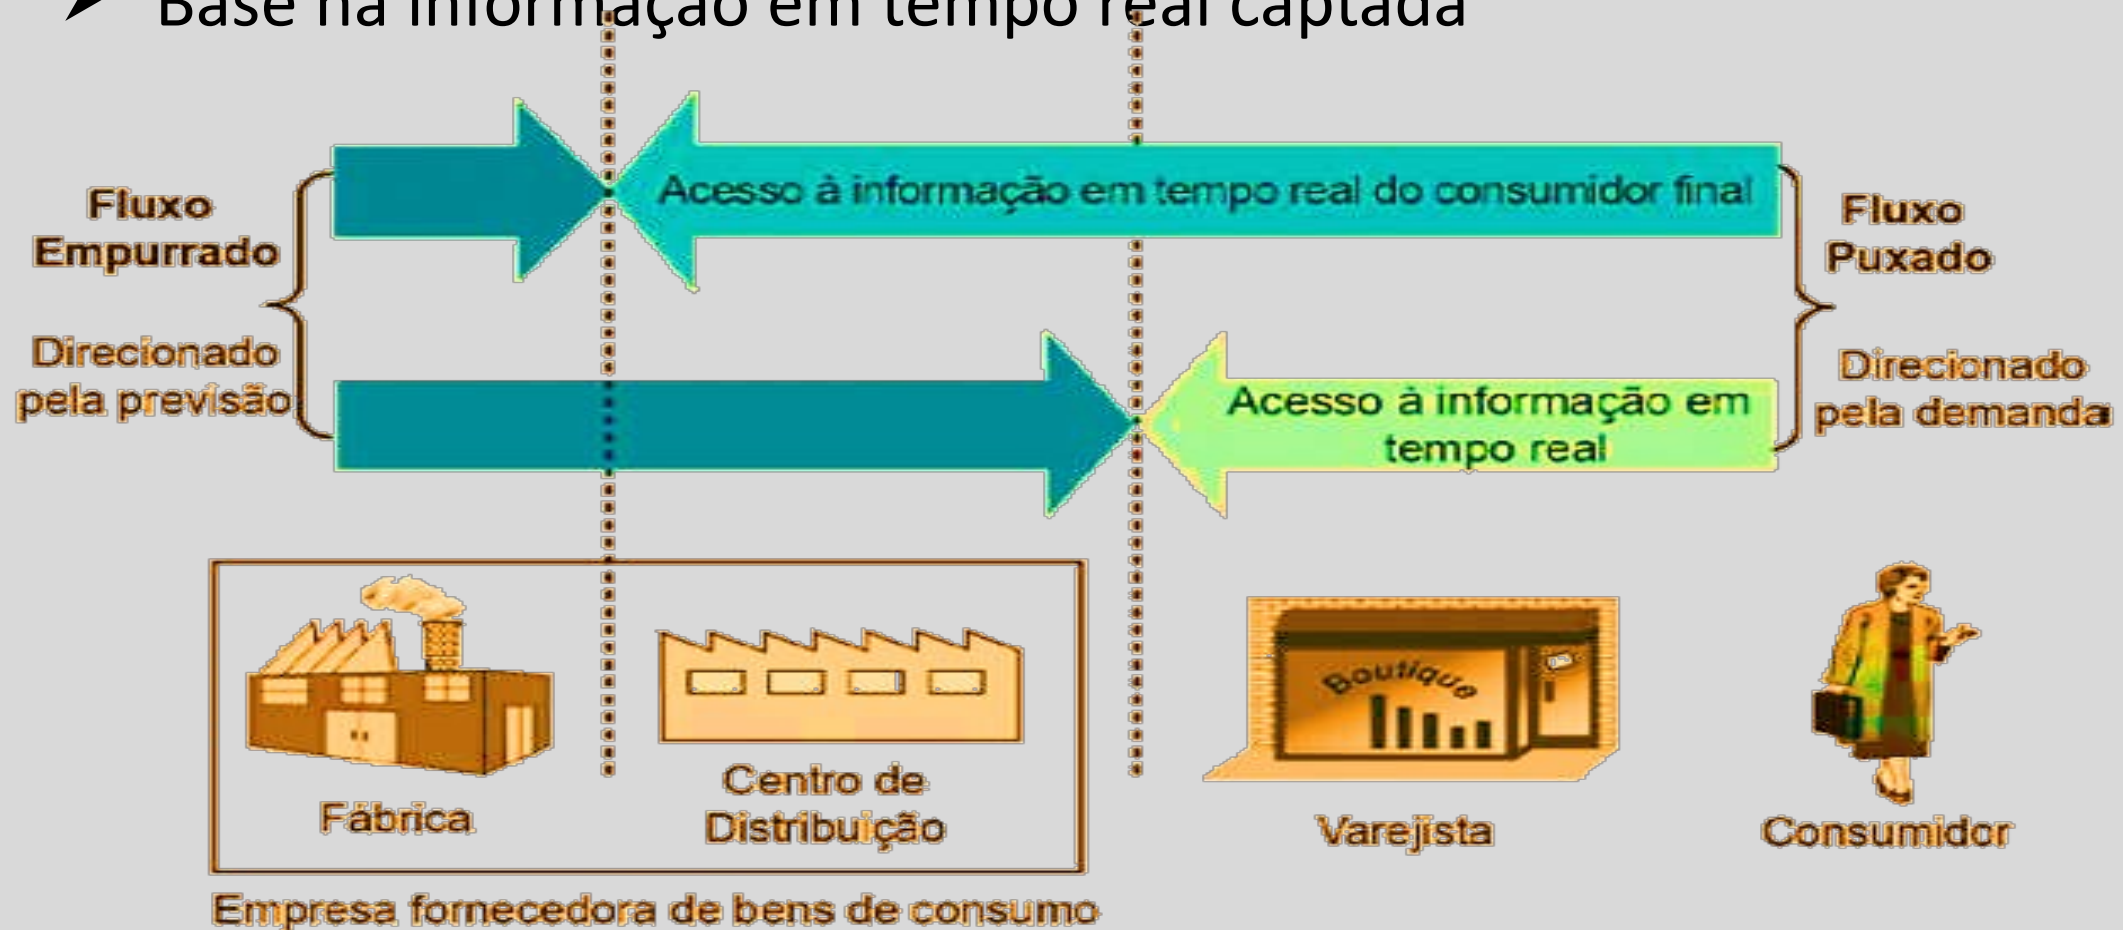 Base na informação em tempo real captada
Acesso à informação em tempo real do consumidor final
Fluxo
Empurrado
Fluxo
Puxado
Direcionado
pela previsão
Acesso à informação em
tempo real
Direcionado
pela demanda
Boutique
Fábrica
Centro de
Distribuição
Varejista
Consumidor
Empresa fornecedora de bens de consumo